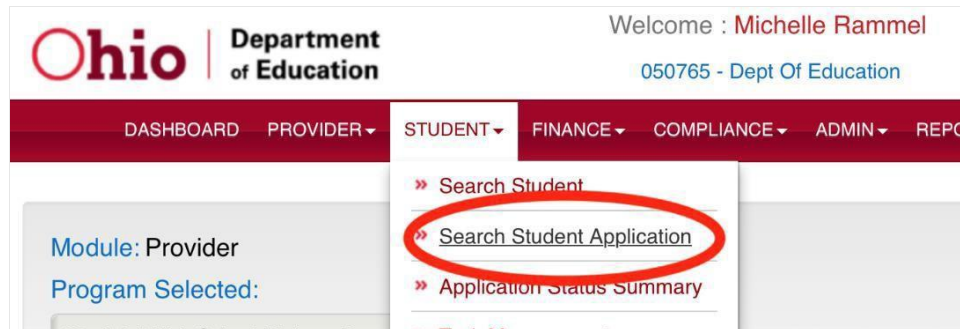 Ohio Department of Education
Welcome : Michelle Rammel
050765 - Dept Of Education
DASHBOARD PROVIDER STUDENT FINANCE COMPLIANCE ADMIN
» Search Student
» Search Student Application
» Application Status Summary
Module: Provider
Program Selected: